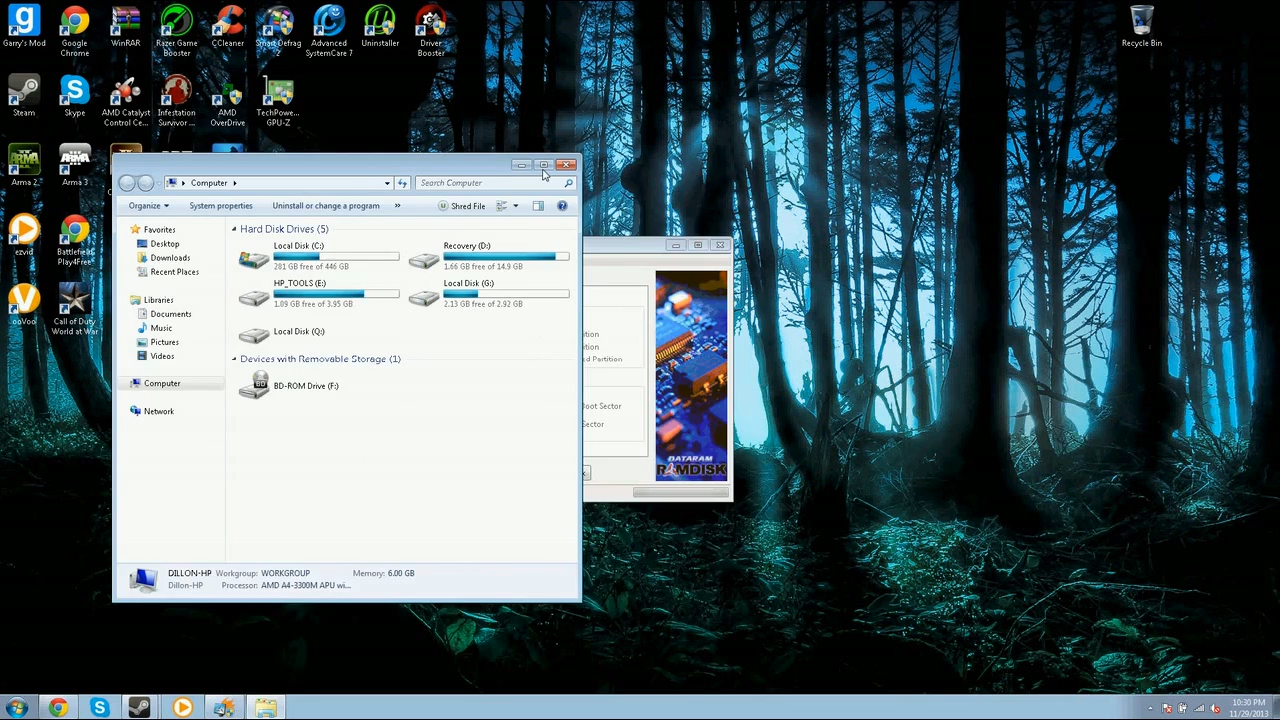 Garry's Mod
Google Chrome
WinRAR
Razer Game Booster
CCleaner
Smart Defrag 2
Advanced SystemCare 7
Uninstaller
Driver Booster
Recycle Bin
Steam
Skype
AMD Catalyst Control Ce...
Infestation Survivor ...
AMD OverDrive
TechPowe... GPU-Z
Arma 2
Arma 3
ezvid
Battlefield Play4Free
ooVoo
Call of Duty World at War
Computer
Search Computer
Organize
System properties
Uninstall or change a program
»
Shred File
Favorites
Desktop
Downloads
Recent Places
Libraries
Documents
Music
Pictures
Videos
Computer
Network
Hard Disk Drives (5)
Local Disk (C:)
281 GB free of 446 GB
Recovery (D:)
1.66 GB free of 14.9 GB
HP_TOOLS (E:)
1.09 GB free of 3.95 GB
Local Disk (G:)
2.13 GB free of 2.92 GB
Local Disk (Q:)
Devices with Removable Storage (1)
BD-ROM Drive (F:)
BD
DILLON-HP Workgroup: WORKGROUP Memory: 6.00 GB
Dillon-HP Processor: AMD A4-3300M APU wi...
ation
ation
d Partition
Boot Sector
Sector
DATARAM
RAMDISK
10:30 PM
11/29/2013